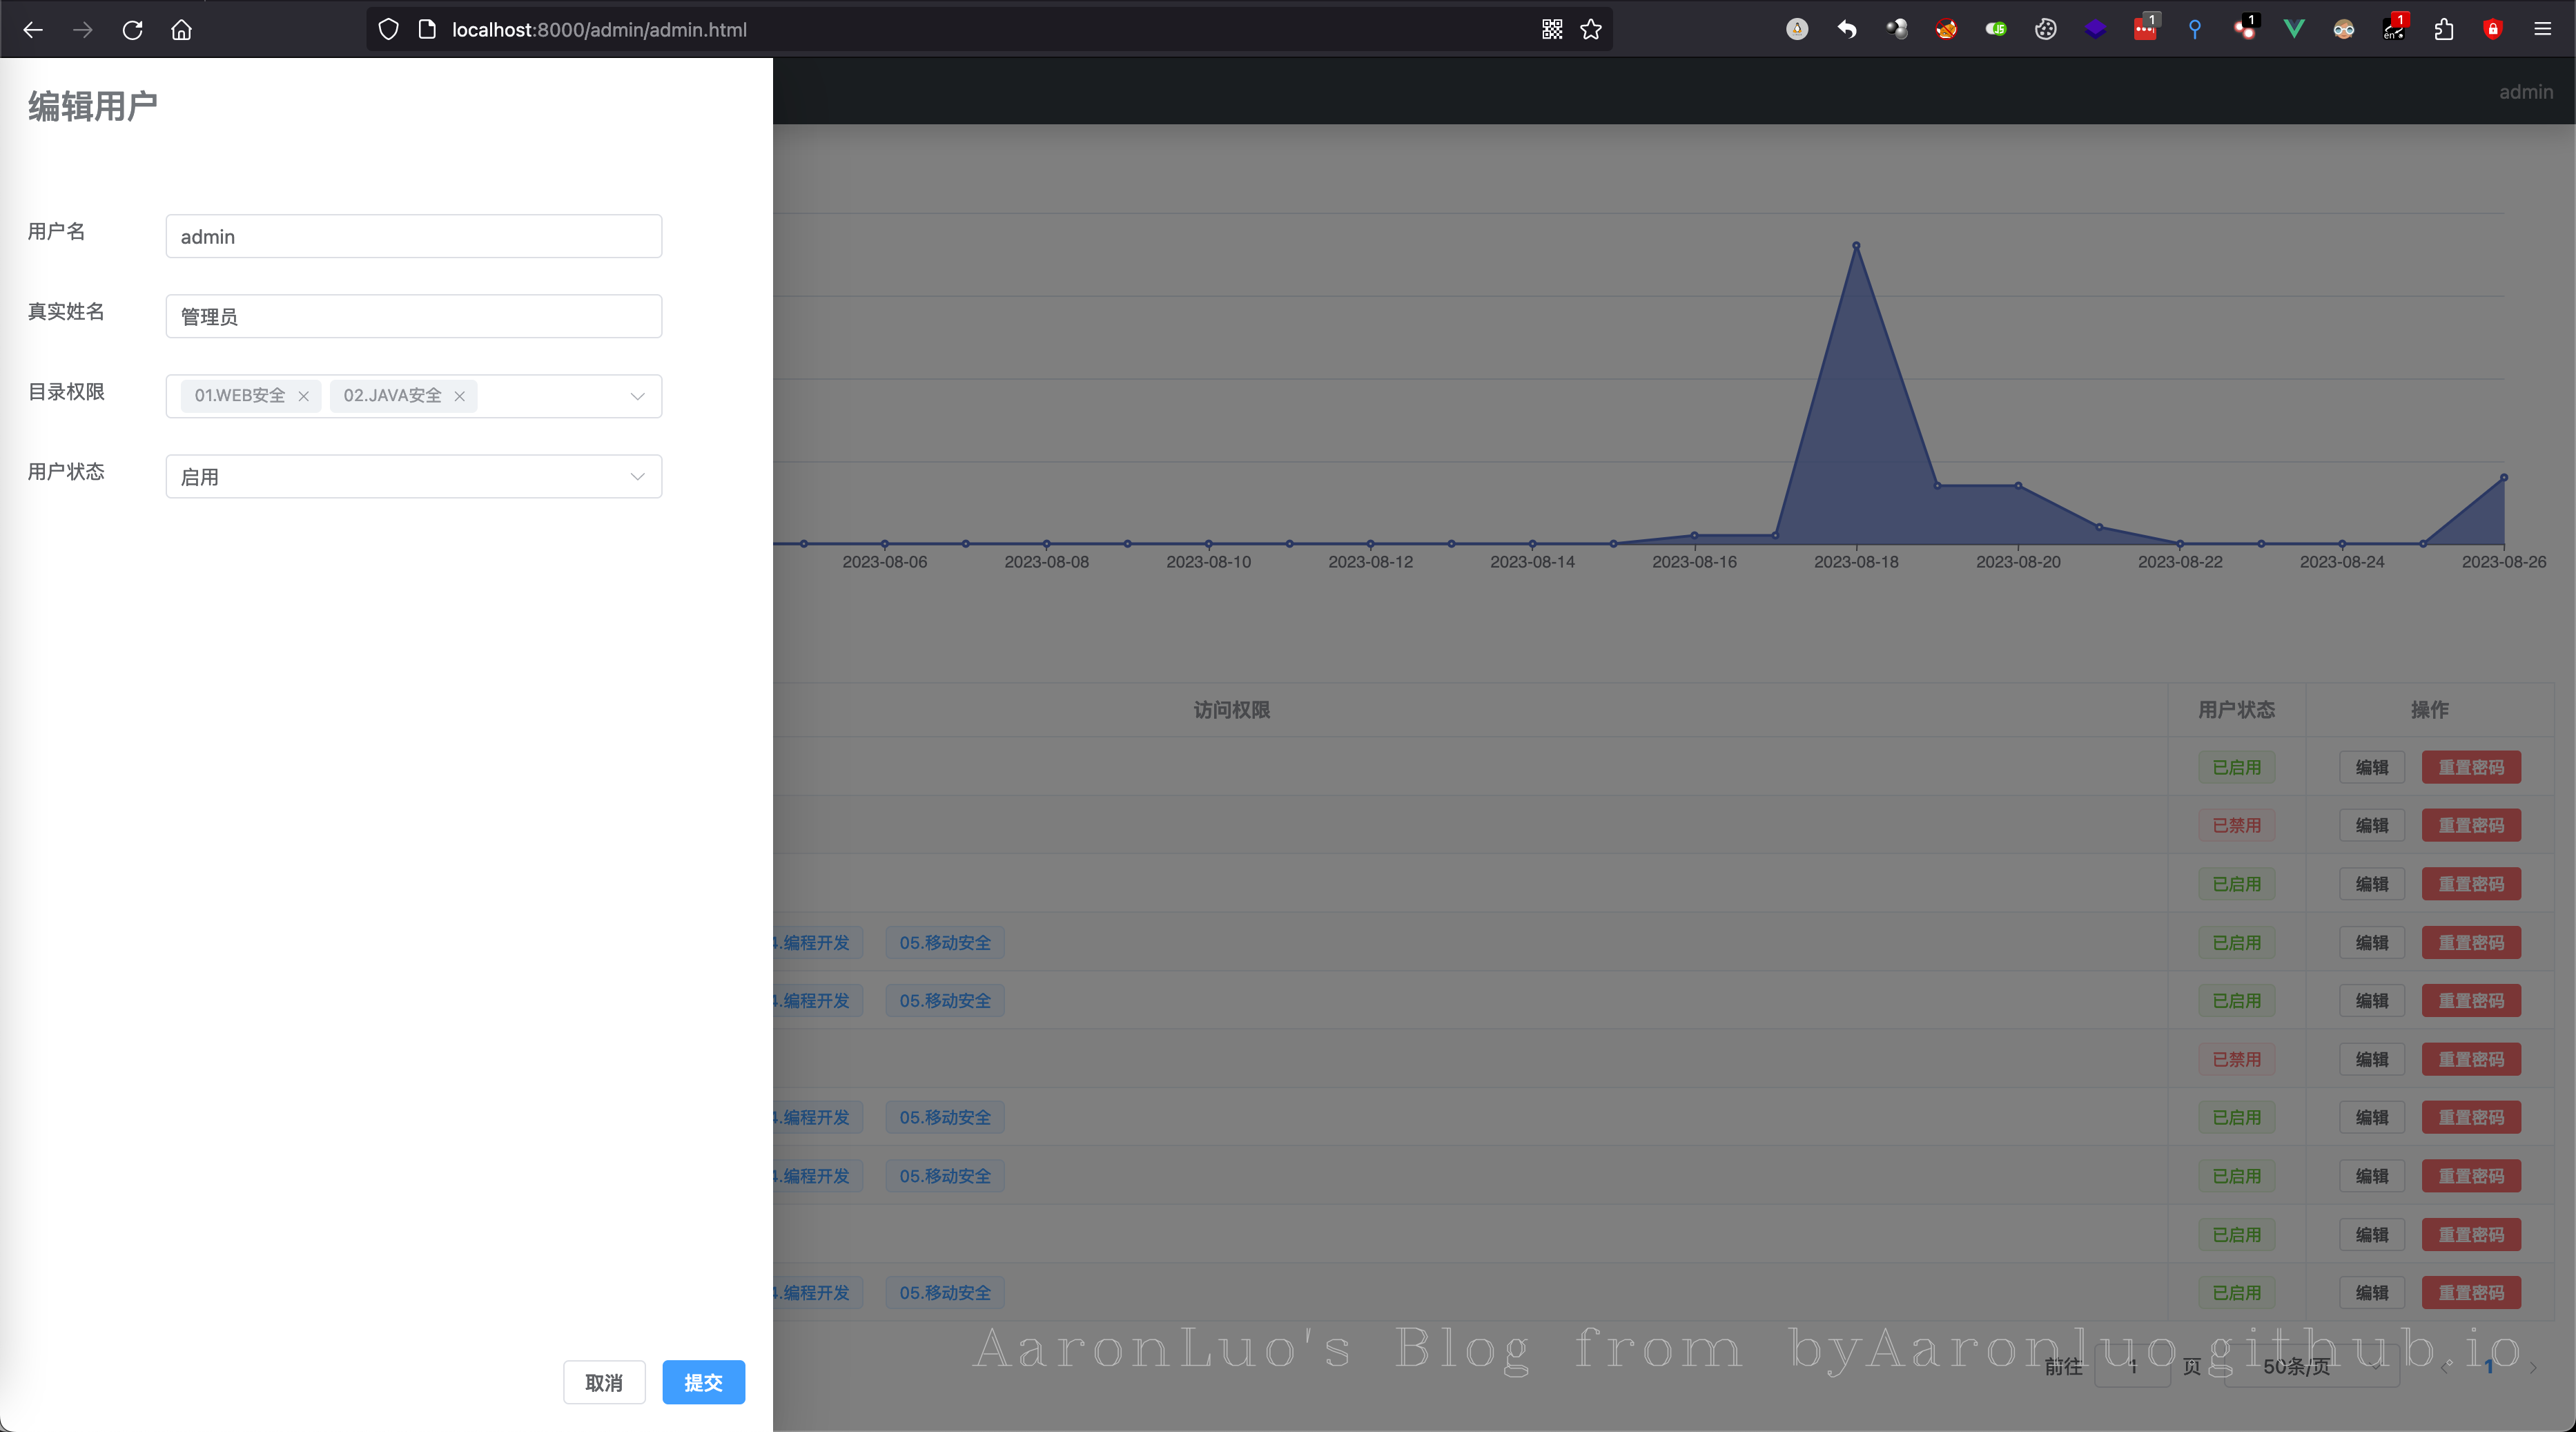 localhost:8000/admin/admin.html
1
1
1
en
JS
编辑用户
admin
用户名
admin
真实姓名
管理员
目录权限
01.WEB安全
02.JAVA安全
用户状态
启用
2023-08-06
2023-08-08
2023-08-10
2023-08-12
2023-08-14
2023-08-16
2023-08-18
2023-08-20
2023-08-22
2023-08-24
2023-08-26
访问权限 用户状态 操作
已启用 编辑 重置密码
已禁用 编辑 重置密码
已启用 编辑 重置密码
4.编程开发 05.移动安全 已启用 编辑 重置密码
4.编程开发 05.移动安全 已启用 编辑 重置密码
已禁用 编辑 重置密码
4.编程开发 05.移动安全 已启用 编辑 重置密码
4.编程开发 05.移动安全 已启用 编辑 重置密码
已启用 编辑 重置密码
4.编程开发 05.移动安全 已启用 编辑 重置密码
AaronLuo's Blog from byAaronluo.github.io
前往 1 页 50条/页 1
取消 提交